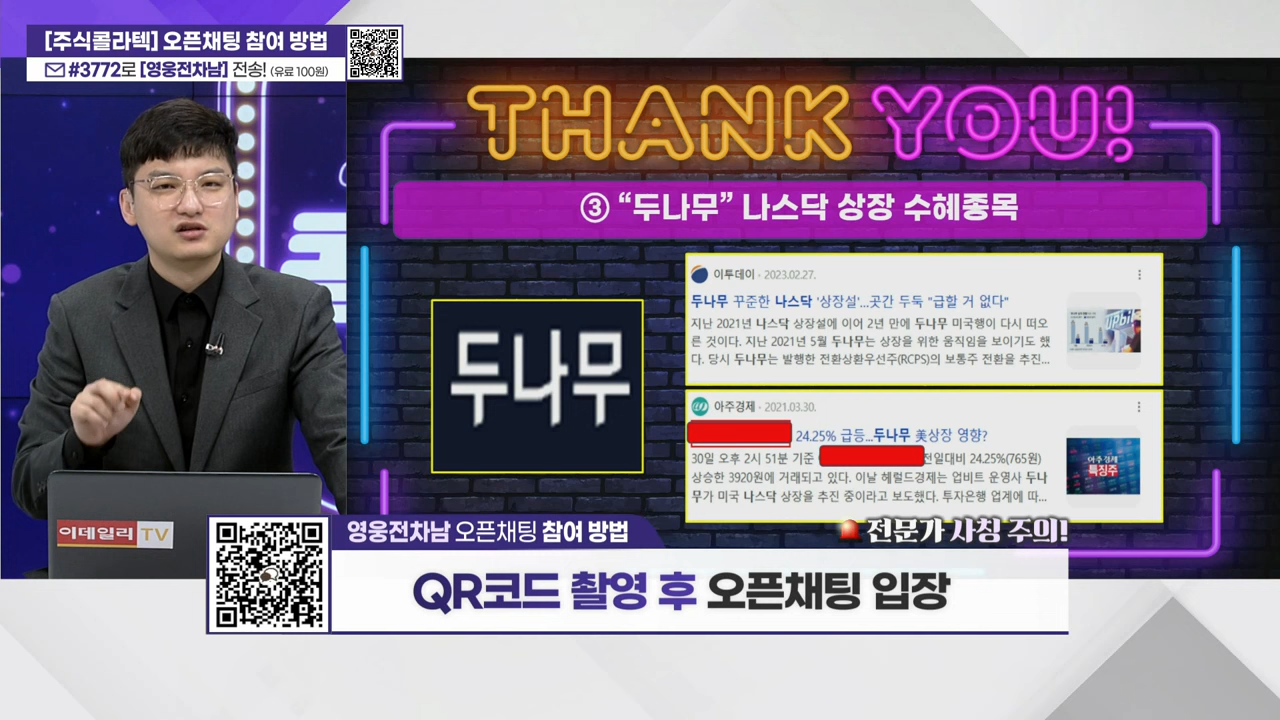 [주식콜라텍] 오픈채팅 참여 방법
#3772로 [영웅전차남] 전송! (유료 100원)
THANK YOU!
③ “두나무” 나스닥 상장 수혜종목
두나무
이투데이 · 2023.02.27.
두나무 꾸준한 나스닥 '상장설'...곳간 두둑 "급할 거 없다"
지난 2021년 나스닥 상장설에 이어 2년 만에 두나무 미국행이 다시 떠오
른 것이다. 지난 2021년 5월 두나무는 상장을 위한 움직임을 보이기도 했
다. 당시 두나무는 발행한 전환상환우선주(RCPS)의 보통주 전환을 추진...
upbit
아주경제 · 2021.03.30.
24.25% 급등...두나무 美상장 영향?
30일 오후 2시 51분 기준 전일대비 24.25%(765원)
상승한 3920원에 거래되고 있다. 이날 헤럴드경제는 업비트 운영사 두나
무가 미국 나스닥 상장을 추진 중이라고 보도했다. 투자은행 업계에 따...
아주경제
특징주
이데일리 TV
영웅전차남 오픈채팅 참여 방법
전문가 사칭 주의!
QR코드 촬영 후 오픈채팅 입장